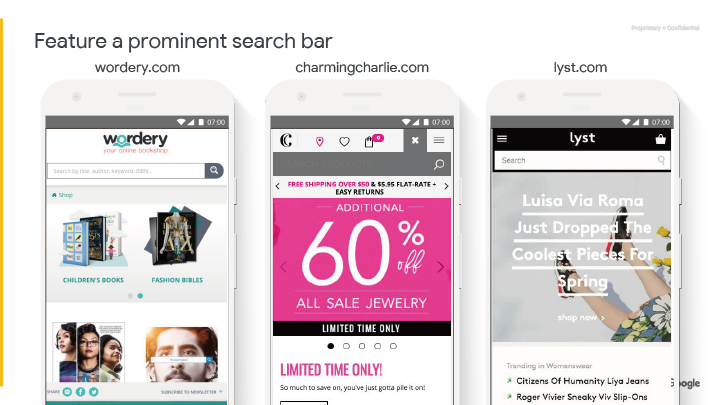 Proprietary + Confidential
Feature a prominent search bar
wordery.com
charmingcharlie.com
lyst.com
07:00
wordery
your online bookshop
Search by title, author, keyword, ISBN...
Shop
CHILDREN'S BOOKS
FASHION BIBLES
SHARE
SUBSCRIBE TO NEWSLETTER
07:00
C
0
SEARCH PRODUCTS
FREE SHIPPING OVER $50 & $5.95 FLAT-RATE +
EASY RETURNS
ADDITIONAL
60% off
ALL SALE JEWELRY
LIMITED TIME ONLY
LIMITED TIME ONLY!
So much to save on, you've just gotta pile it on!
07:00
lyst
Search
Luisa Via Roma
Just Dropped The
Coolest Pieces For
Spring
shop now
Trending in Womenswear
Citizens Of Humanity Liya Jeans
Roger Vivier Sneaky Viv Slip-Ons
Google